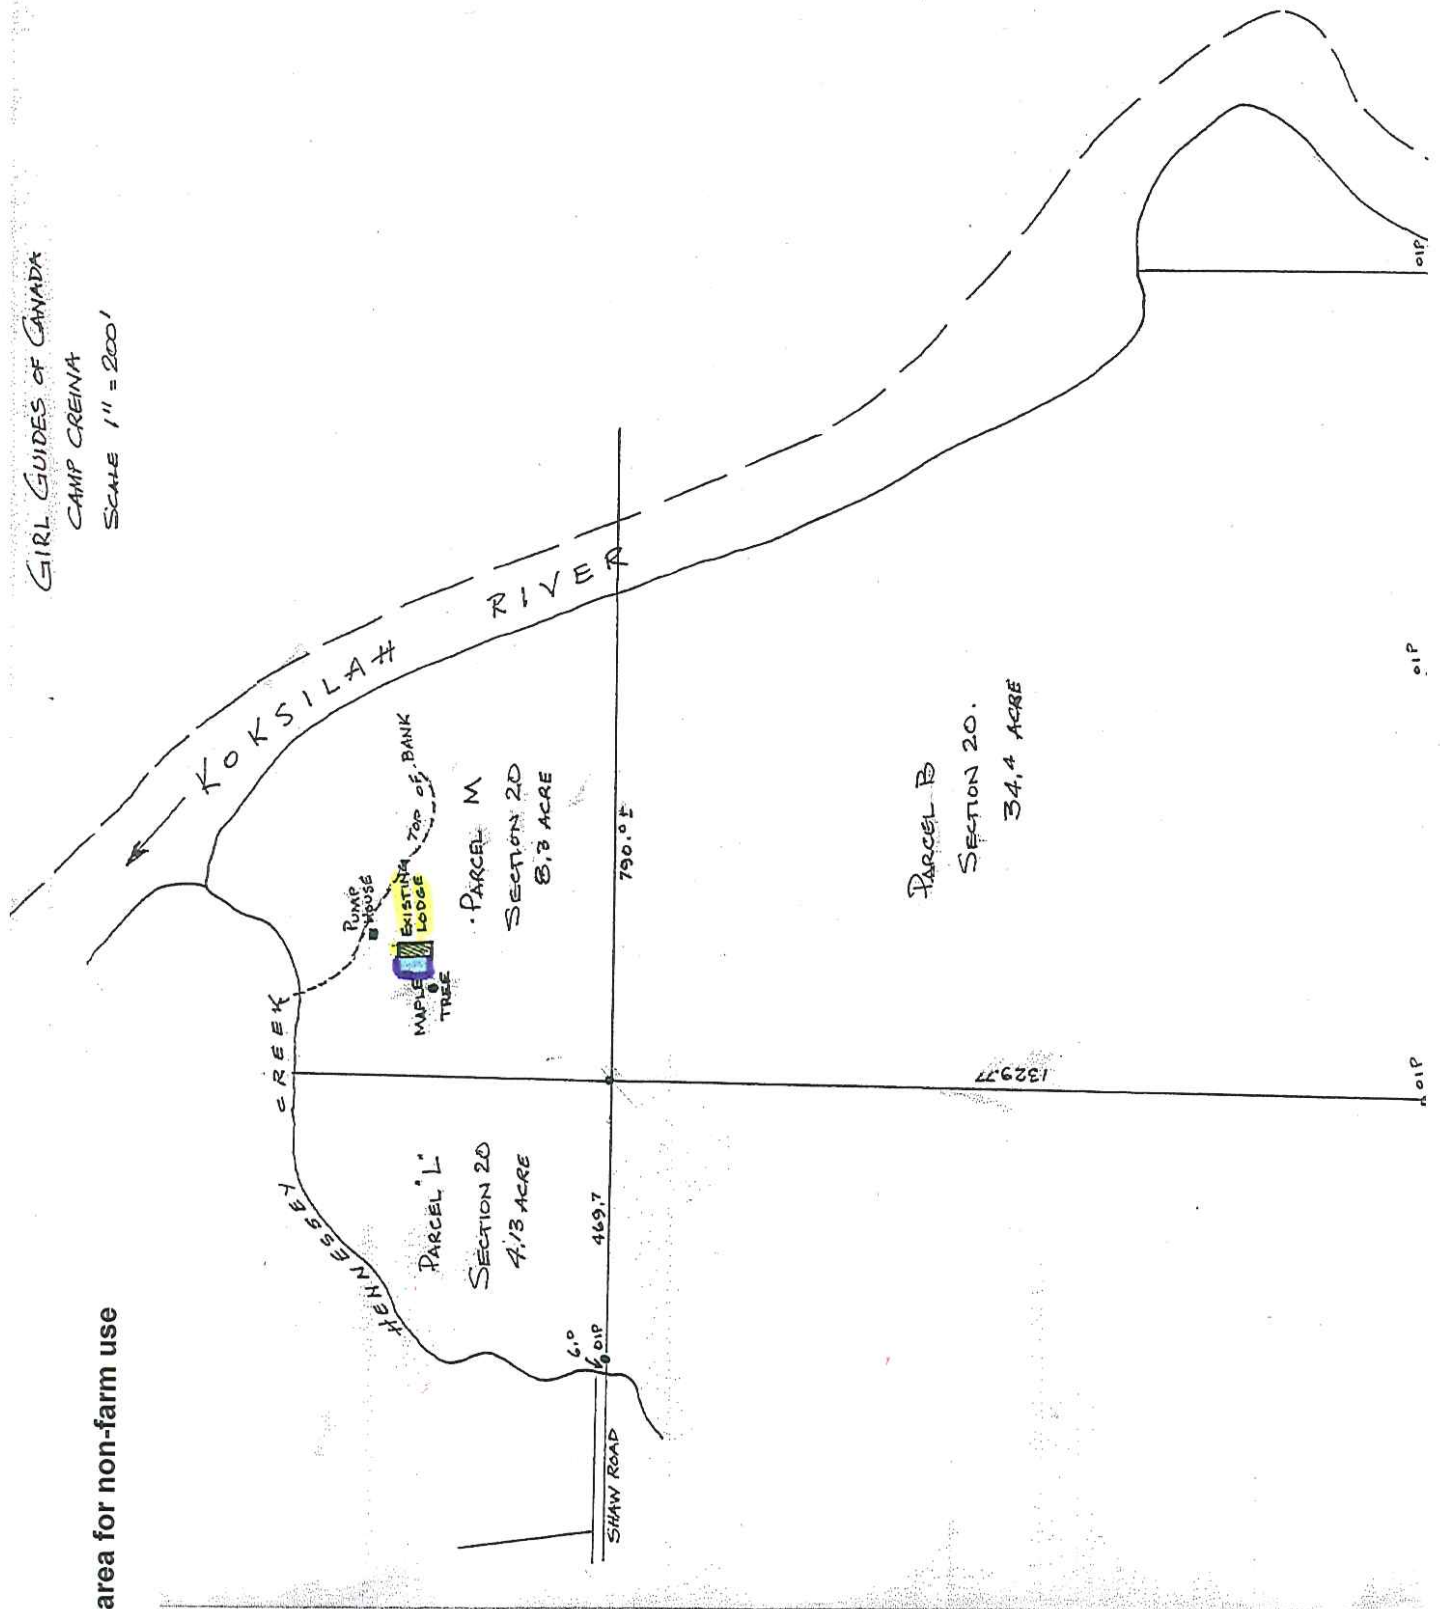 area for non-farm use
GIRL GUIDES OF CANADA
CAMP CREINA
SCALE 1" = 200'
KOKSILAH RIVER
HENNESSEY CREEK
PUMP
HOUSE
EXISTING
LODGE
TOP OF BANK
MAPLE
TREE
PARCEL M
SECTION 20
8.3 ACRE
790.0 ±
PARCEL "L"
SECTION 20
4.13 ACRE
469.7
6.0
OIP
SHAW ROAD
1329.77
PARCEL B
SECTION 20.
34.4 ACRE
OIP
OIP
OIP